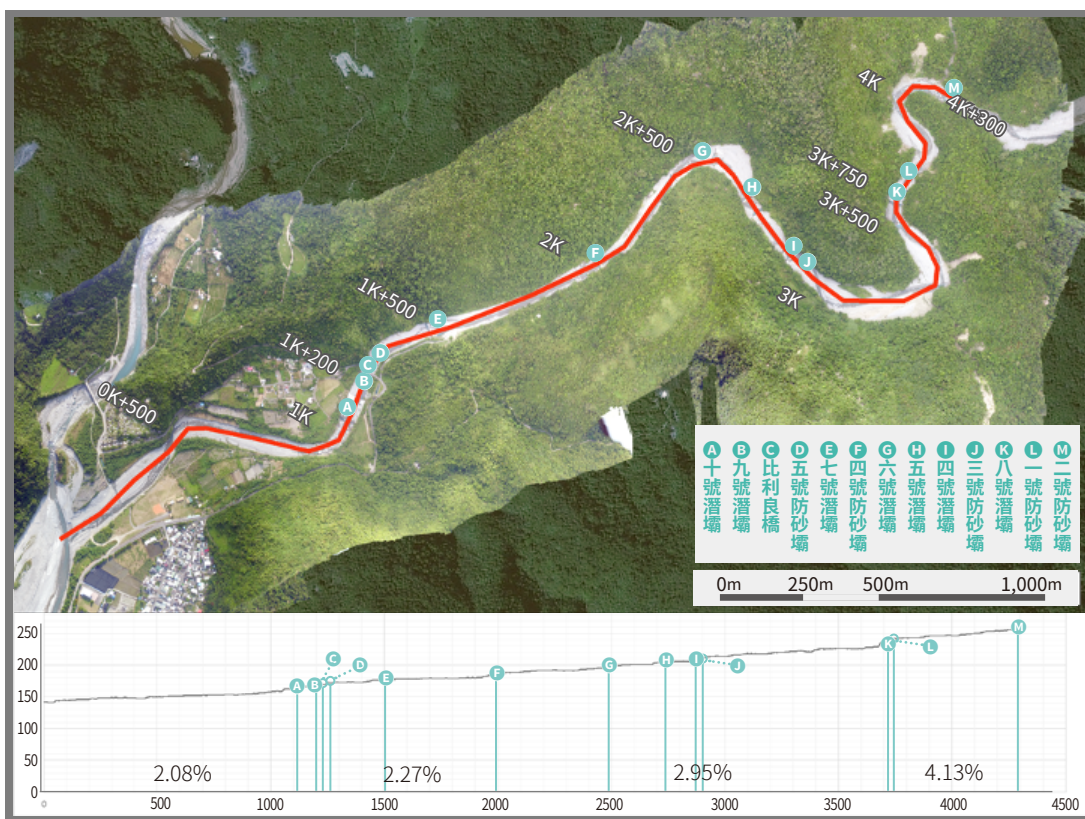 4K
M
4K+300
2K+500
G
3K+750
L
H
K
3K+500
2K
F
I
J
3K
1K+500
E
1K+200
D
C
B
0K+500
1K
A
A 十號潛壩
B 九號潛壩
C 比利良橋
D 五號防砂壩
E 七號潛壩
F 四號防砂壩
G 六號潛壩
H 五號潛壩
I 四號潛壩
J 三號防砂壩
K 八號潛壩
L 一號防砂壩
M 二號防砂壩
0m 250m 500m 1,000m
250
200
150
100
50
0
A B C D E F G H I J K L M
2.08% 2.27% 2.95% 4.13%
0 500 1000 1500 2000 2500 3000 3500 4000 4500